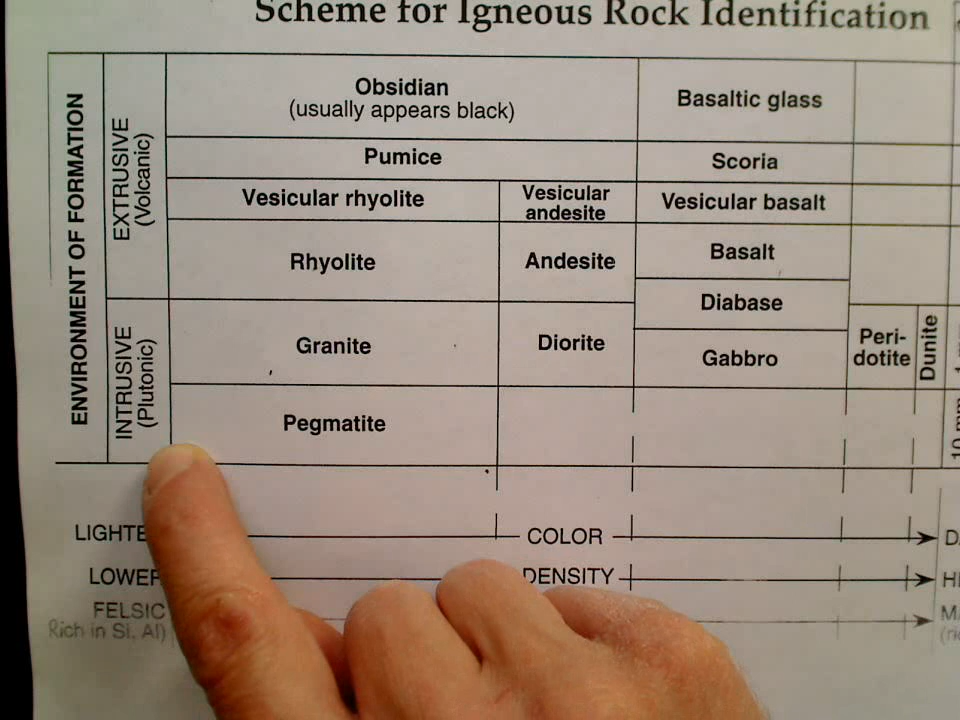 Scheme for Igneous Rock Identification
ENVIRONMENT OF FORMATION
EXTRUSIVE
(Volcanic)
Obsidian
(usually appears black)
Basaltic glass
Pumice
Scoria
Vesicular rhyolite
Vesicular
andesite
Vesicular basalt
Rhyolite
Andesite
Basalt
Diabase
INTRUSIVE
(Plutonic)
Granite
Diorite
Gabbro
Peri-
dotite
Dunite
Pegmatite
10 mm
COLOR
DENSITY
FELSIC
Rich in Si, Al)